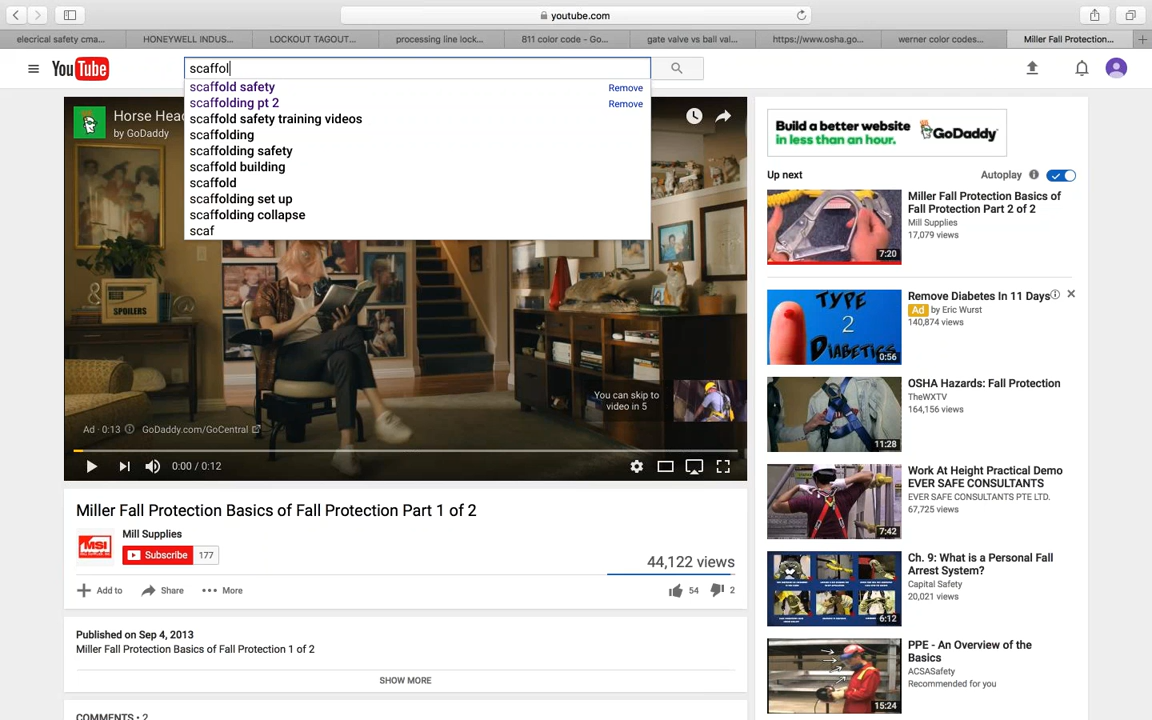 youtube.com
elecrical safety cma...
HONEYWELL INDUS...
LOCKOUT TAGOUT...
processing line lock...
811 color code - Go...
gate valve vs ball val...
https://www.osha.go...
werner color codes...
Miller Fall Protection...
YouTube
scaffol
scaffold safety Remove
scaffolding pt 2 Remove
scaffold safety training videos
scaffolding
scaffolding safety
scaffold building
scaffold
scaffolding set up
scaffolding collapse
scaf
Horse Hea
by GoDaddy
SPOILERS
You can skip to
video in 5
Ad · 0:13 GoDaddy.com/GoCentral
0:00 / 0:12
Miller Fall Protection Basics of Fall Protection Part 1 of 2
MSI
Mill Supplies
Subscribe 177
44,122 views
Add to Share More
54 2
Published on Sep 4, 2013
Miller Fall Protection Basics of Fall Protection 1 of 2
SHOW MORE
COMMENTS • 2
Build a better website
in less than an hour.
GoDaddy
Up next Autoplay
Miller Fall Protection Basics of
Fall Protection Part 2 of 2
Mill Supplies
17,079 views
7:20
Remove Diabetes In 11 Days
Ad by Eric Wurst
140,874 views
TYPE
2
DIABETES
0:56
OSHA Hazards: Fall Protection
TheWXTV
164,156 views
11:28
Work At Height Practical Demo
EVER SAFE CONSULTANTS
EVER SAFE CONSULTANTS PTE LTD.
67,725 views
7:42
Ch. 9: What is a Personal Fall
Arrest System?
Capital Safety
20,021 views
6:12
PPE - An Overview of the
Basics
ACSASafety
Recommended for you
15:24